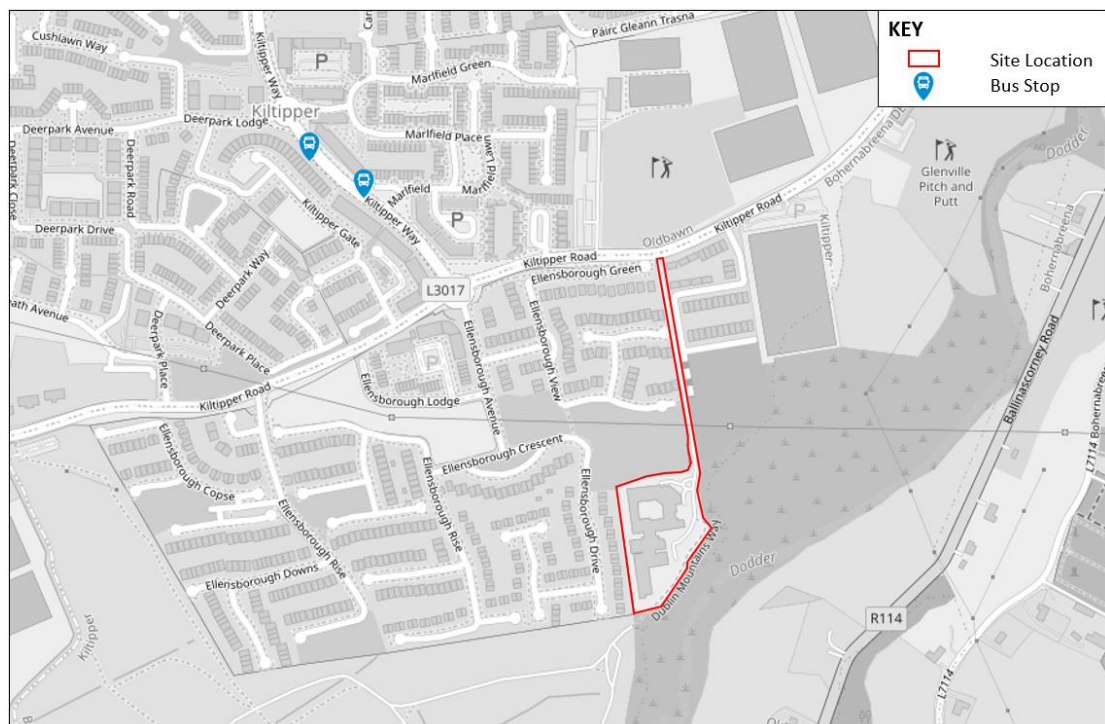 KEY
Site Location
Bus Stop
Cushlawn Way
Kiltipper Way
P
Marlfield Green
Pairc Gleann Trasna
Kiltipper
Deerpark Avenue
Deerpark Lodge
Marlfield Place
Deerpark Close
Deerpark Road
Marlfield
Kiltipper Way
P
Kiltipper Gate
Deerpark Drive
Deerpark Way
Glenville
Pitch and
Putt
Dodder
Oldbawn
Kiltipper Road
Kiltipper Road
P
Kiltipper
Bohernabreena
Ellensborough Green
L3017
Deerpark Place
Deerpark Place
P
Ellensborough Lodge
Ellensborough Avenue
Ellensborough View
Ballinascorney Road
Kiltipper Road
Ellensborough Crescent
Ellensborough Copse
Ellensborough Rise
Ellensborough Rise
Ellensborough Drive
Ellensborough Downs
Dublin Mountains Way
Dodder
R114
L7114
Kiltipper